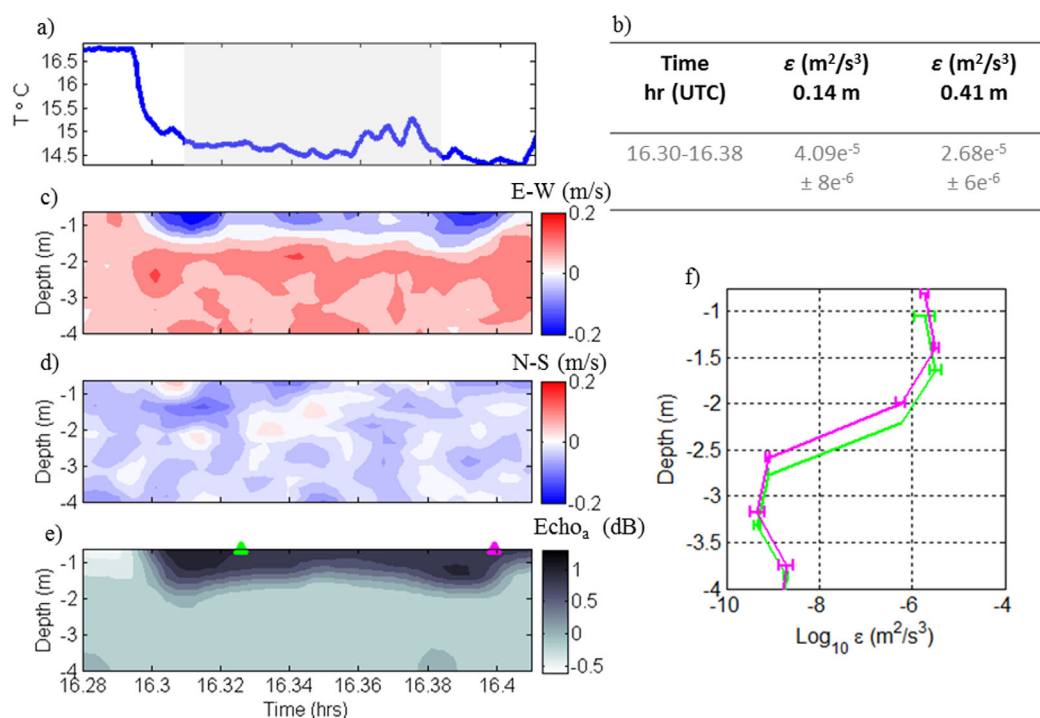 a)
16.5
16
15.5
15
14.5
T °C
b)
Time ε (m²/s³) ε (m²/s³)
hr (UTC) 0.14 m 0.41 m
16.30-16.38 4.09e⁻⁵ 2.68e⁻⁵
± 8e⁻⁶ ± 6e⁻⁶
c)
E-W (m/s)
Depth (m)
-1
-2
-3
-4
0.2
0
-0.2
d)
N-S (m/s)
Depth (m)
-1
-2
-3
-4
0.2
0
-0.2
e)
Echoₐ (dB)
Depth (m)
-1
-2
-3
-4
1
0.5
0
-0.5
16.28 16.3 16.32 16.34 16.36 16.38 16.4
Time (hrs)
f)
Depth (m)
-1
-1.5
-2
-2.5
-3
-3.5
-4
-10 -8 -6 -4
Log₁₀ ε (m²/s³)